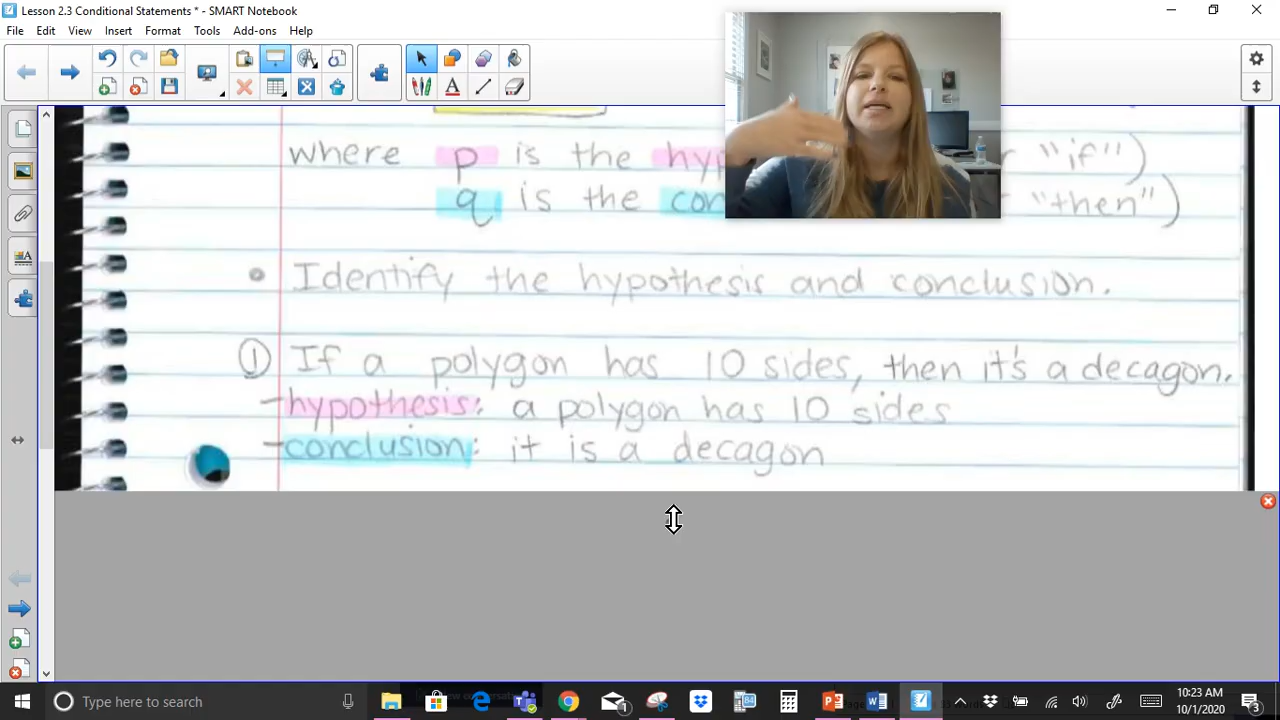 Lesson 2.3 Conditional Statements * - SMART Notebook
File Edit View Insert Format Tools Add-ons Help
where p is the "if")
q is the "then")
• Identify the hypothesis and conclusion.
① If a polygon has 10 sides, then it's a decagon.
-hypothesis: a polygon has 10 sides
-conclusion: it is a decagon
Type here to search
10:23 AM
10/1/2020